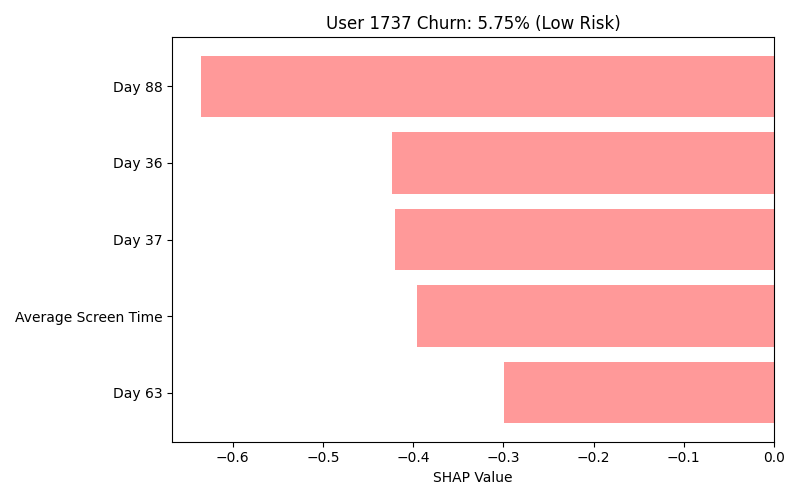 User 1737 Churn: 5.75% (Low Risk)
Day 88
Day 36
Day 37
Average Screen Time
Day 63
−0.6 −0.5 −0.4 −0.3 −0.2 −0.1 0.0
SHAP Value